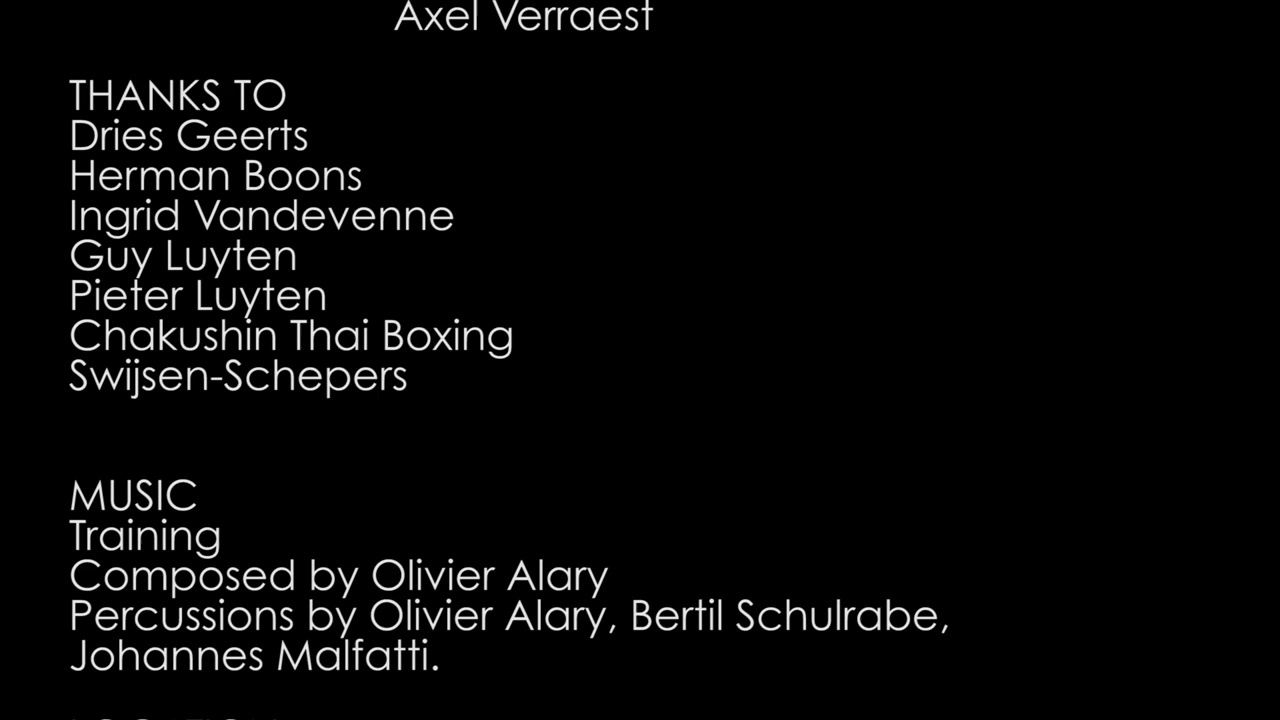 Axel Verraest
THANKS TO
Dries Geerts
Herman Boons
Ingrid Vandevenne
Guy Luyten
Pieter Luyten
Chakushin Thai Boxing
Swijsen-Schepers
MUSIC
Training
Composed by Olivier Alary
Percussions by Olivier Alary, Bertil Schulrabe,
Johannes Malfatti.